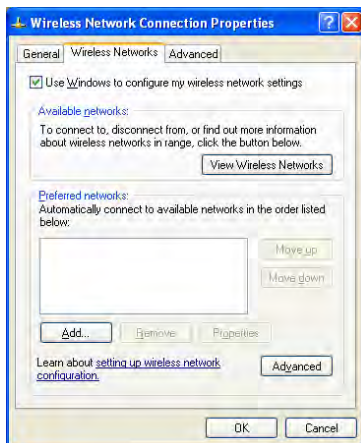 Wireless Network Connection Properties
General Wireless Networks Advanced
Use Windows to configure my wireless network settings
Available networks:
To connect to, disconnect from, or find out more information
about wireless networks in range, click the button below.
View Wireless Networks
Preferred networks:
Automatically connect to available networks in the order listed
below:
Move up
Move down
Add... Remove Properties
Learn about setting up wireless network
configuration.
Advanced
OK Cancel